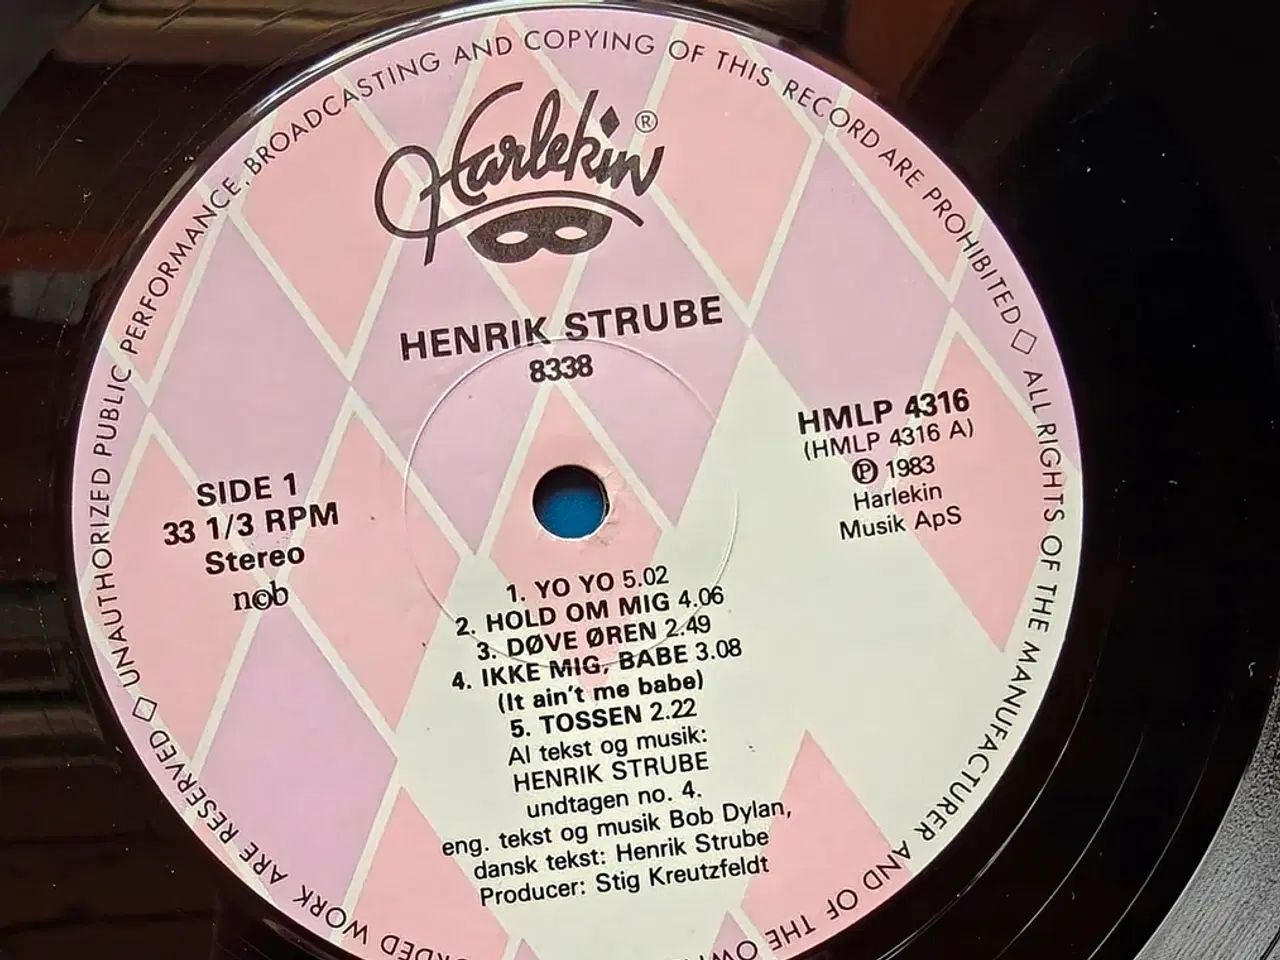 UNAUTHORIZED PUBLIC PERFORMANCE, BROADCASTING AND COPYING OF THIS RECORD ARE PROHIBITED ◇ ALL RIGHTS OF THE MANUFACTURER AND OF THE
WORK ARE RESERVED ◇
Harlekin ®
HENRIK STRUBE
8338
HMLP 4316
(HMLP 4316 A)
Ⓟ 1983
Harlekin
Musik ApS
SIDE 1
33 1/3 RPM
Stereo
ncb
1. YO YO 5.02
2. HOLD OM MIG 4.06
3. DØVE ØREN 2.49
4. IKKE MIG, BABE 3.08
(It ain't me babe)
5. TOSSEN 2.22
Al tekst og musik:
HENRIK STRUBE
undtagen no. 4.
eng. tekst og musik Bob Dylan,
dansk tekst: Henrik Strube
Producer: Stig Kreutzfeldt